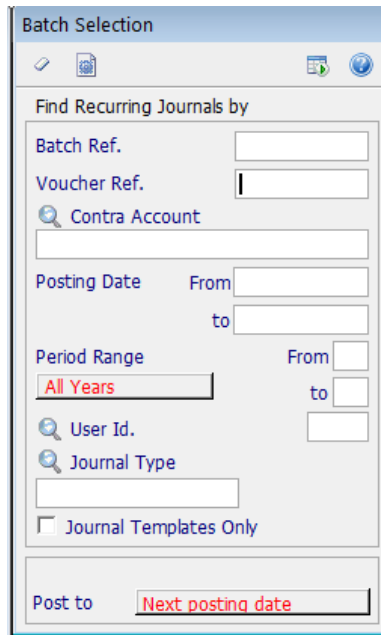 Batch Selection
Find Recurring Journals by
Batch Ref.
Voucher Ref.
Contra Account
Posting Date From
to
Period Range From
All Years to
User Id.
Journal Type
Journal Templates Only
Post to Next posting date